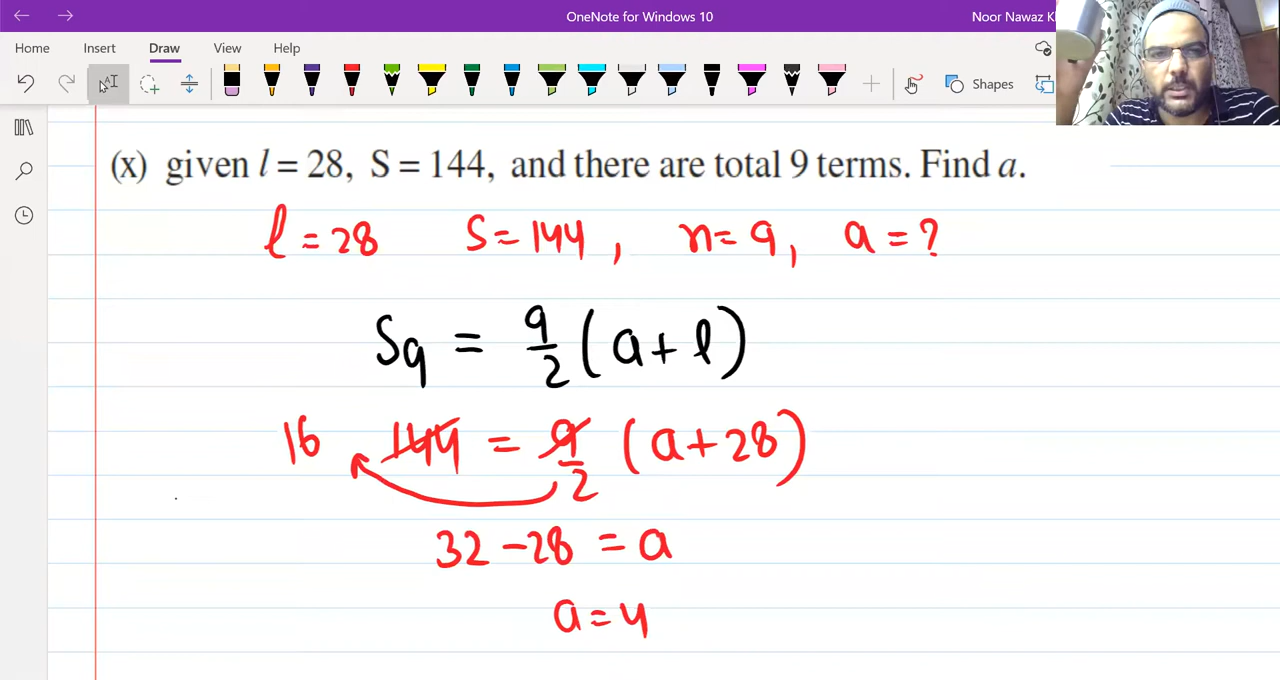 OneNote for Windows 10
Noor Nawaz
Home Insert Draw View Help
Shapes
(x) given l = 28, S = 144, and there are total 9 terms. Find a.
l = 28 S = 144 , n = 9, a = ?
S9 = 9/2 (a + l)
16 144 = 9/2 (a + 28)
32 - 28 = a
a = 4